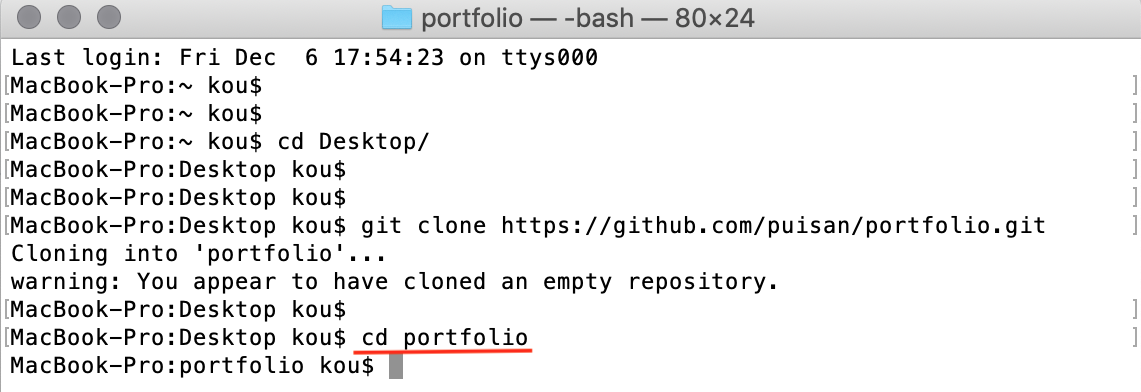 portfolio — -bash — 80×24
Last login: Fri Dec  6 17:54:23 on ttys000
[MacBook-Pro:~ kou$ ]
[MacBook-Pro:~ kou$ ]
[MacBook-Pro:~ kou$ cd Desktop/ ]
[MacBook-Pro:Desktop kou$ ]
[MacBook-Pro:Desktop kou$ ]
[MacBook-Pro:Desktop kou$ git clone https://github.com/puisan/portfolio.git ]
Cloning into 'portfolio'...
warning: You appear to have cloned an empty repository.
[MacBook-Pro:Desktop kou$ ]
[MacBook-Pro:Desktop kou$ cd portfolio ]
MacBook-Pro:portfolio kou$